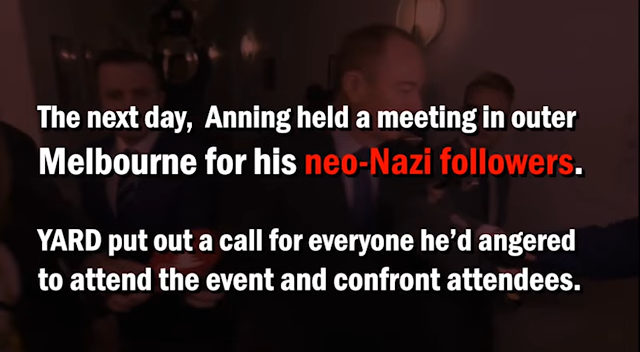 The next day,  Anning held a meeting in outer
Melbourne for his neo-Nazi followers.
YARD put out a call for everyone he'd angered
to attend the event and confront attendees.